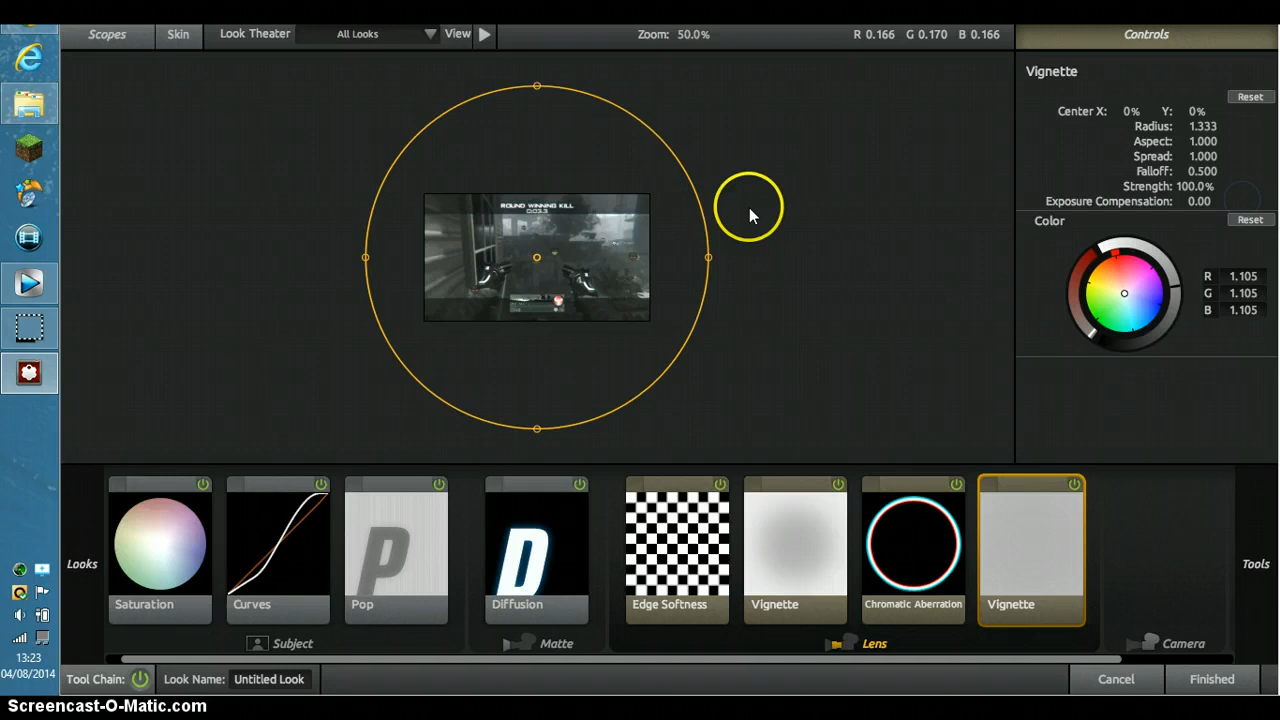 Scopes Skin Look Theater All Looks View Zoom: 50.0% R 0.166 G 0.170 B 0.166 Controls
Vignette
Reset
Center X: 0% Y: 0%
Radius: 1.333
Aspect: 1.000
Spread: 1.000
Falloff: 0.500
Strength: 100.0%
Exposure Compensation: 0.00
Color Reset
R 1.105
G 1.105
B 1.105
ROUND WINNING KILL
0:03.3
P
D
Looks
Tools
Saturation Curves Pop Diffusion Edge Softness Vignette Chromatic Aberration Vignette
Subject Matte Lens Camera
13:23
04/08/2014
Tool Chain: Look Name: Untitled Look Cancel Finished
Screencast-O-Matic.com